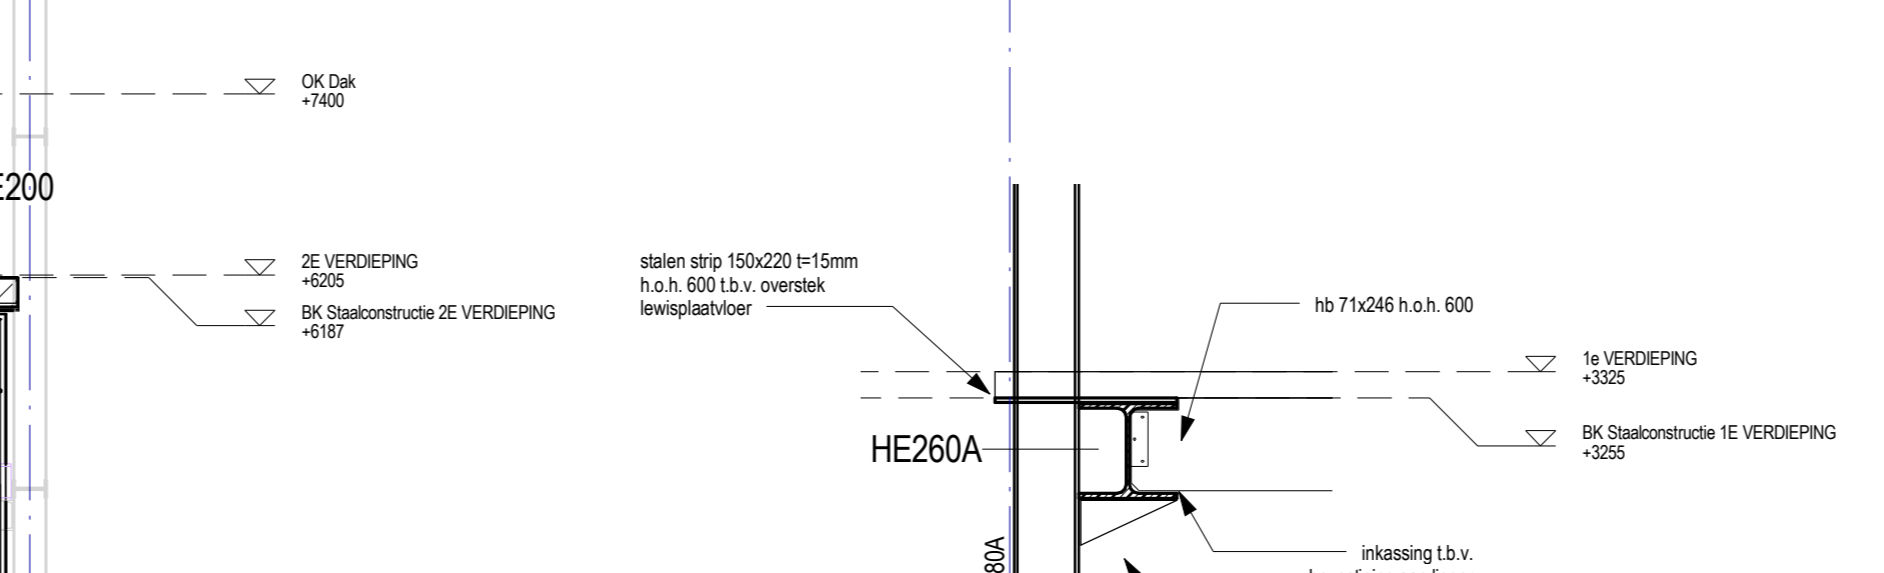 OK Dak
+7400
E200
2E VERDIEPING
+6205
BK Staalconstructie 2E VERDIEPING
+6187
stalen strip 150x220 t=15mm
h.o.h. 600 t.b.v. overstek
lewisplaatvloer
hb 71x246 h.o.h. 600
1e VERDIEPING
+3325
BK Staalconstructie 1E VERDIEPING
+3255
HE260A
80A
inkassing t.b.v.